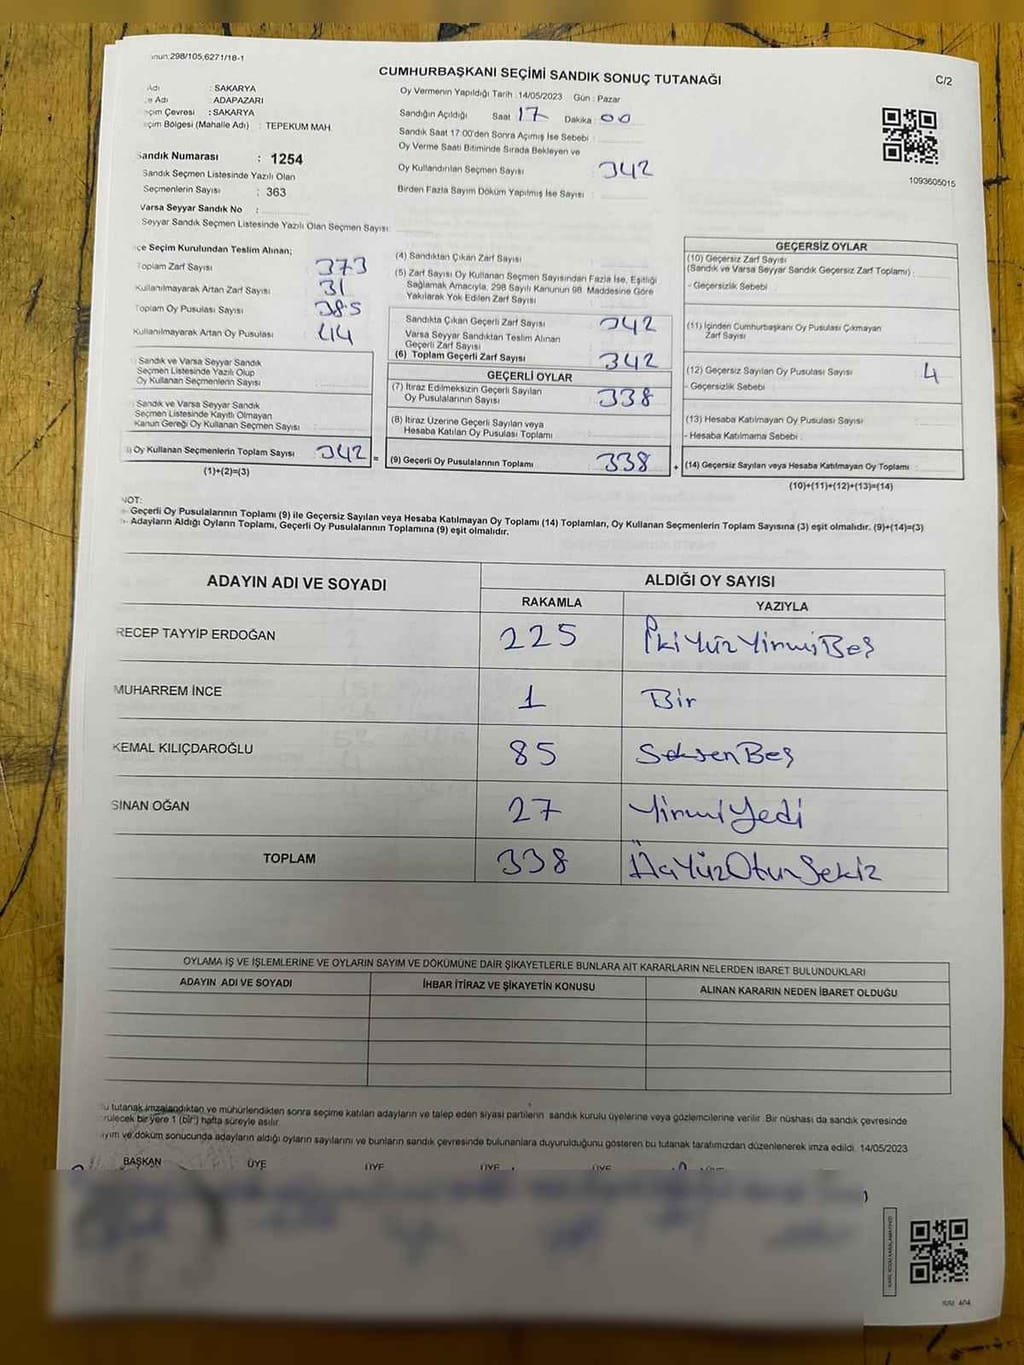 298/105,6271/18-1
CUMHURBAŞKANI SEÇİMİ SANDIK SONUÇ TUTANAĞI
C/2
: SAKARYA
Adı : ADAPAZARI
Çevresi : SAKARYA
Bölgesi (Mahalle Adı) : TEPEKUM MAH.
Sandık Numarası : 1254
Sandık Seçmen Listesinde Yazılı Olan
Seçmenlerin Sayısı : 363
Varsa Seyyar Sandık No :
Seyyar Sandık Seçmen Listesinde Yazılı Olan Seçmen Sayısı:
Oy Vermenin Yapıldığı Tarih : 14/05/2023 Gün : Pazar
Sandığın Açıldığı Saat 17 Dakika : 00
Sandık Saat 17.00'den Sonra Açımış İse Sebebi :
Oy Verme Saati Bitiminde Sırada Bekleyen ve
Oy Kullandırılan Seçmen Sayısı 342
Birden Fazla Sayım Döküm Yapılmış İse Sayısı :
1093605015
Seçim Kurulundan Teslim Alınan;
Toplam Zarf Sayısı 373
Kullanılmayarak Artan Zarf Sayısı 31
Toplam Oy Pusulası Sayısı 385
Kullanılmayarak Artan Oy Pusulası 44
Sandık ve Varsa Seyyar Sandık
Seçmen Listesinde Yazılı Olup
Oy Kullanan Seçmenlerin Sayısı
Sandık ve Varsa Seyyar Sandık
Seçmen Listesinde Kayıtlı Olmayan
Kanun Gereği Oy Kullanan Seçmen Sayısı
Oy Kullanan Seçmenlerin Toplam Sayısı 342 =
(1)+(2)=(3)
(4) Sandıktan Çıkan Zarf Sayısı
(5) Zarf Sayısı Oy Kullanan Seçmen Sayısından Fazla İse, Eşitliği
Sağlamak Amacıyla, 298 Sayılı Kanunun 98. Maddesine Göre
Yakılarak Yok Edilen Zarf Sayısı
Sandıkta Çıkan Geçerli Zarf Sayısı 342
Varsa Seyyar Sandıktan Teslim Alınan
Geçerli Zarf Sayısı
(6) Toplam Geçerli Zarf Sayısı 342
GEÇERLİ OYLAR
(7) İtiraz Edilmeksizin Geçerli Sayılan
Oy Pusulalarının Sayısı 338
(8) İtiraz Üzerine Geçerli Sayılan veya
Hesaba Katılan Oy Pusulası Toplamı
(9) Geçerli Oy Pusulalarının Toplamı 338 +
GEÇERSİZ OYLAR
(10) Geçersiz Zarf Sayısı
(Sandık ve Varsa Seyyar Sandık Geçersiz Zarf Toplamı) :
- Geçersizlik Sebebi
(11) İçinden Cumhurbaşkanı Oy Pusulası Çıkmayan
Zarf Sayısı
(12) Geçersiz Sayılan Oy Pusulası Sayısı 4
- Geçersizlik Sebebi
(13) Hesaba Katılmayan Oy Pusulası Sayısı
- Hesaba Katılmama Sebebi
(14) Geçersiz Sayılan veya Hesaba Katılmayan Oy Toplamı
(10)+(11)+(12)+(13)=(14)
NOT:
- Geçerli Oy Pusulalarının Toplamı (9) ile Geçersiz Sayılan veya Hesaba Katılmayan Oy Toplamı (14) Toplamları, Oy Kullanan Seçmenlerin Toplam Sayısına (3) eşit olmalıdır. (9)+(14)=(3)
- Adayların Aldığı Oyların Toplamı, Geçerli Oy Pusulalarının Toplamına (9) eşit olmalıdır.
ADAYIN ADI VE SOYADI
ALDIĞI OY SAYISI
RAKAMLA YAZIYLA
RECEP TAYYİP ERDOĞAN 225 İkiYüzYirmiBeş
MUHARREM İNCE 1 Bir
KEMAL KILIÇDAROĞLU 85 SeksenBeş
SİNAN OĞAN 27 YirmiYedi
TOPLAM 338 ÜçYüzOtuzSekiz
OYLAMA İŞ VE İŞLEMLERİNE VE OYLARIN SAYIM VE DÖKÜMÜNE DAİR ŞİKAYETLERLE BUNLARA AİT KARARLARIN NELERDEN İBARET BULUNDUKLARI
ADAYIN ADI VE SOYADI İHBAR İTİRAZ VE ŞİKAYETİN KONUSU ALINAN KARARIN NEDEN İBARET OLDUĞU
tutanak imzalandıktan ve mühürlendikten sonra seçime katılan adayların ve talep eden siyasi partilerin sandık kurulu üyelerine veya gözlemcilerine verilir. Bir nüshası da sandık çevresinde
bir yere 1 (bir) hafta süreyle asılır.
ve döküm sonucunda adayların aldığı oyların sayılarını ve bunların sandık çevresinde bulunanlara duyurulduğunu gösteren bu tutanak tarafımızdan düzenlenerek imza edildi. 14/05/2023
BAŞKAN ÜYE ÜYE ÜYE ÜYE